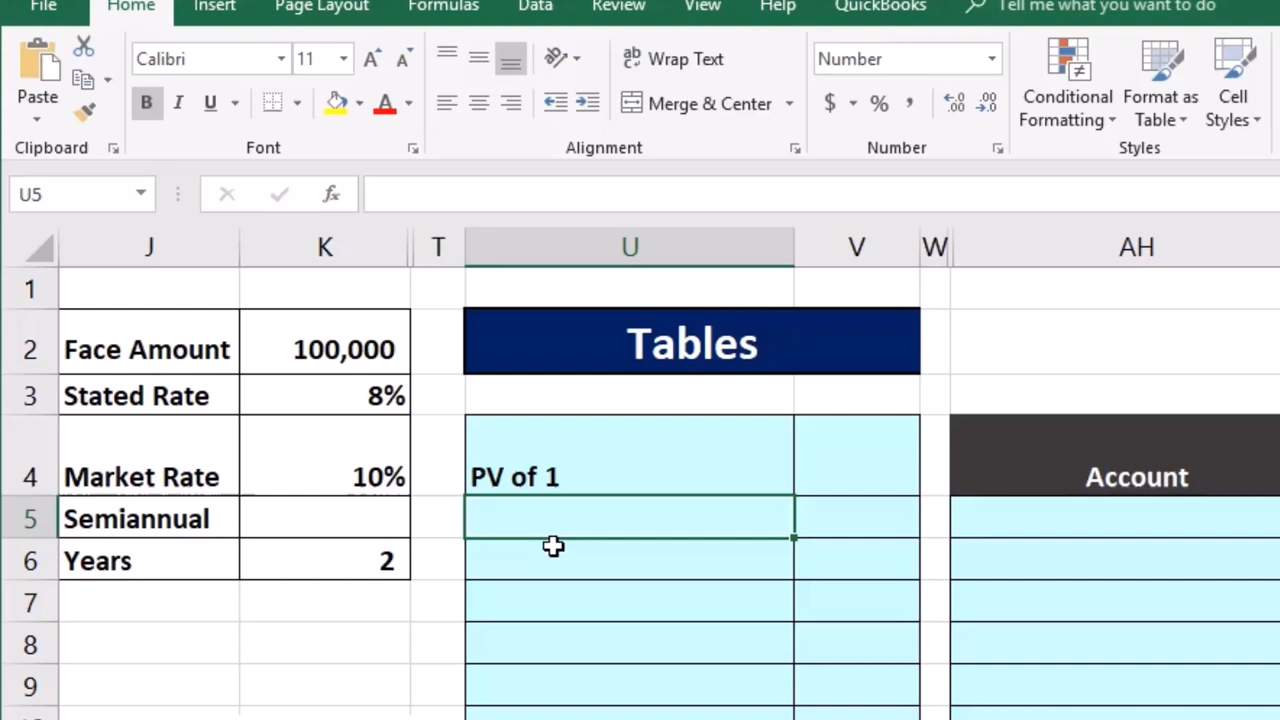 File Home Insert Page Layout Formulas Data Review View Help QuickBooks Tell me what you want to do
Calibri 11 Wrap Text Number
Paste B I U Merge & Center $ % Conditional Formatting Format as Table Cell Styles
Clipboard Font Alignment Number Styles
U5 fx
J K T U V W AH
1
2 Face Amount 100,000 Tables
3 Stated Rate 8%
4 Market Rate 10% PV of 1 Account
5 Semiannual
6 Years 2
7
8
9